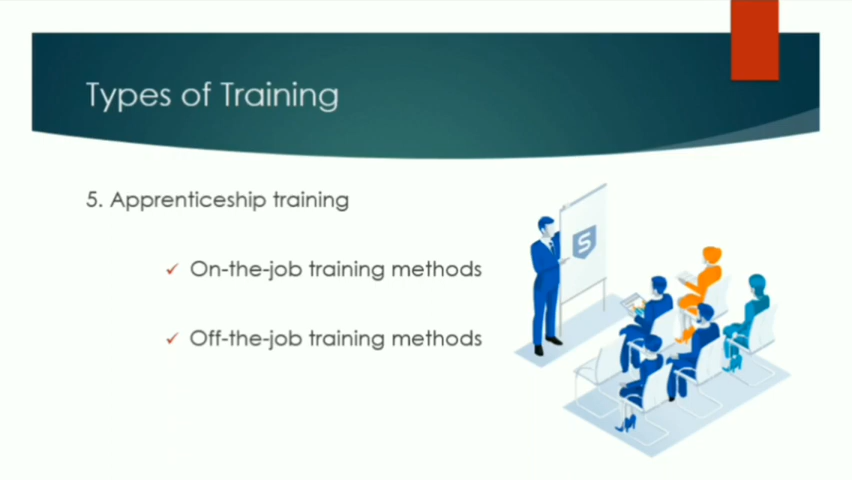 Types of Training
5. Apprenticeship training
✓ On-the-job training methods
✓ Off-the-job training methods
S